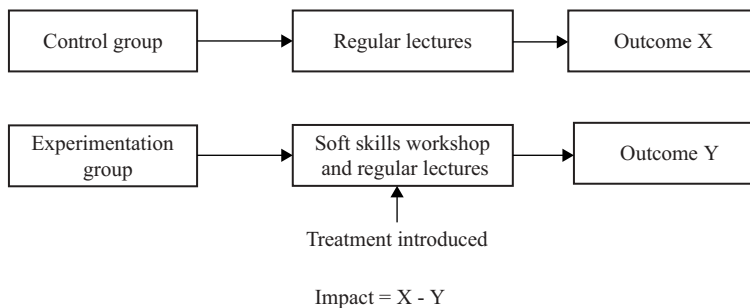 Control group
Regular lectures
Outcome X
Experimentation
group
Soft skills workshop
and regular lectures
Outcome Y
Treatment introduced
Impact = X - Y